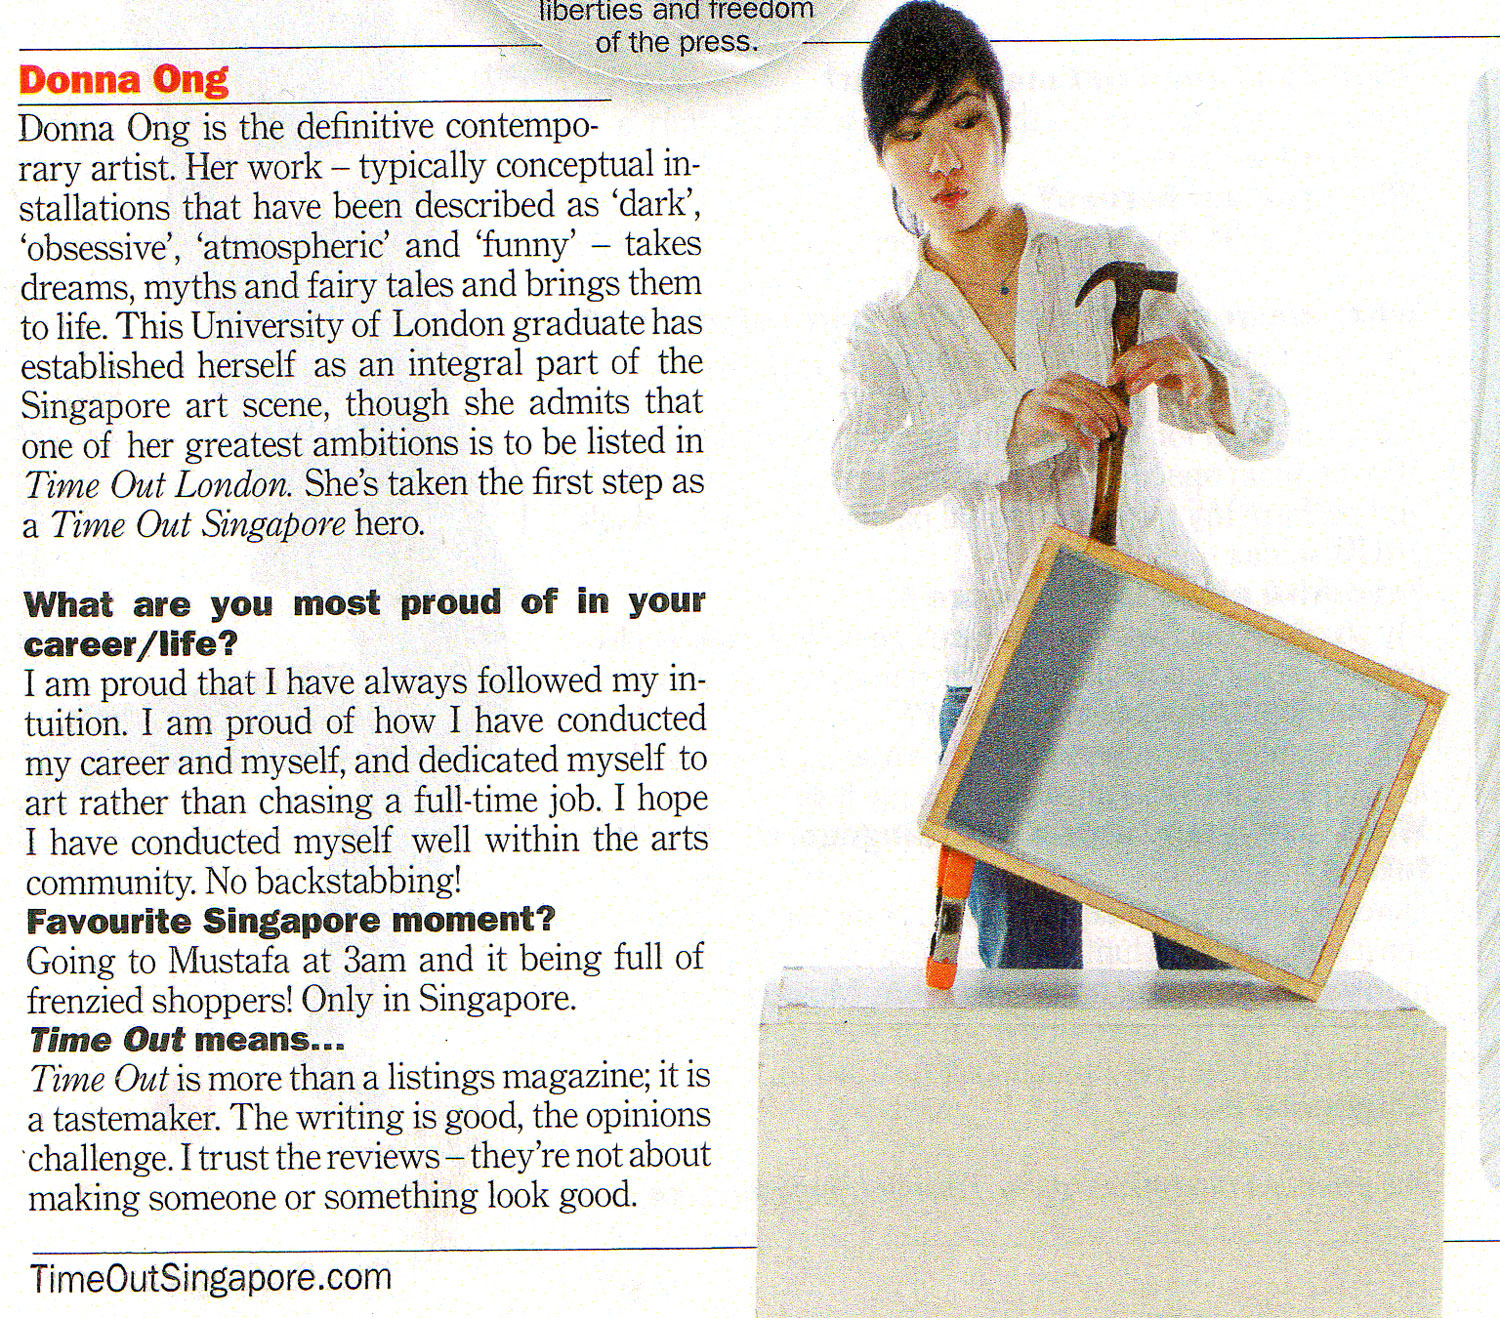 liberties and freedom
of the press.
Donna Ong
Donna Ong is the definitive contempo-
rary artist. Her work – typically conceptual in-
stallations that have been described as ‘dark’,
‘obsessive’, ‘atmospheric’ and ‘funny’ – takes
dreams, myths and fairy tales and brings them
to life. This University of London graduate has
established herself as an integral part of the
Singapore art scene, though she admits that
one of her greatest ambitions is to be listed in
Time Out London. She’s taken the first step as
a Time Out Singapore hero.
What are you most proud of in your
career/life?
I am proud that I have always followed my in-
tuition. I am proud of how I have conducted
my career and myself, and dedicated myself to
art rather than chasing a full-time job. I hope
I have conducted myself well within the arts
community. No backstabbing!
Favourite Singapore moment?
Going to Mustafa at 3am and it being full of
frenzied shoppers! Only in Singapore.
Time Out means...
Time Out is more than a listings magazine; it is
a tastemaker. The writing is good, the opinions
challenge. I trust the reviews – they’re not about
making someone or something look good.
TimeOutSingapore.com